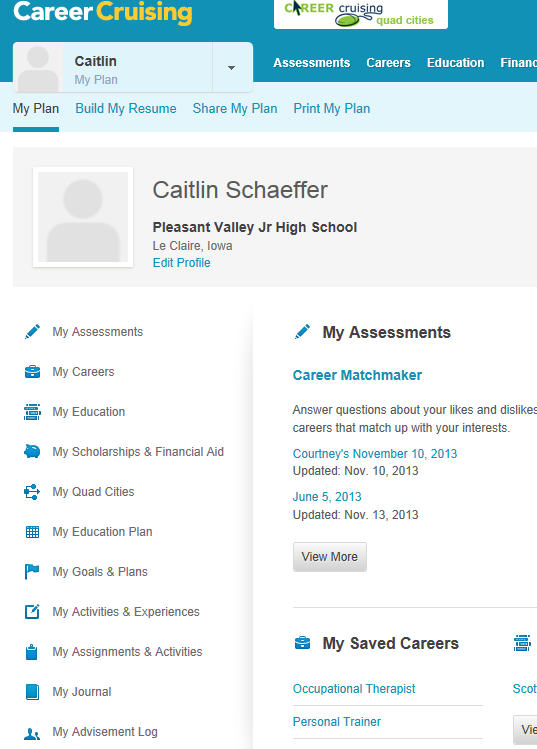 Career Cruising
CAREER cruising
quad cities
Caitlin
My Plan
Assessments Careers Education
My Plan Build My Resume Share My Plan Print My Plan
Caitlin Schaeffer
Pleasant Valley Jr High School
Le Claire, Iowa
Edit Profile
My Assessments
My Careers
My Education
My Scholarships & Financial Aid
My Quad Cities
My Education Plan
My Goals & Plans
My Activities & Experiences
My Assignments & Activities
My Journal
My Advisement Log
My Assessments
Career Matchmaker
Answer questions about your likes and dislikes
careers that match up with your interests.
Courtney's November 10, 2013
Updated: Nov. 10, 2013
June 5, 2013
Updated: Nov. 13, 2013
View More
My Saved Careers
Occupational Therapist
Personal Trainer